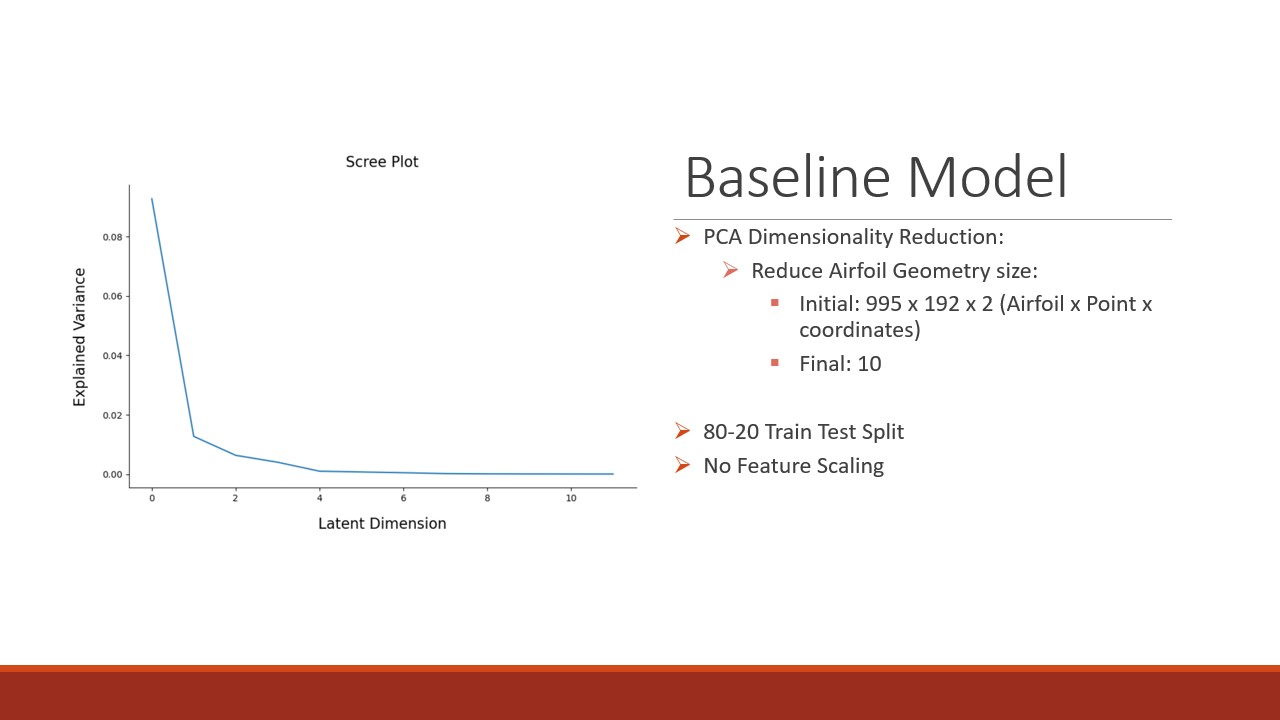 Scree Plot
Explained Variance
0.08
0.06
0.04
0.02
0.00
0 2 4 6 8 10
Latent Dimension
Baseline Model
PCA Dimensionality Reduction:
Reduce Airfoil Geometry size:
Initial: 995 x 192 x 2 (Airfoil x Point x
coordinates)
Final: 10
80-20 Train Test Split
No Feature Scaling